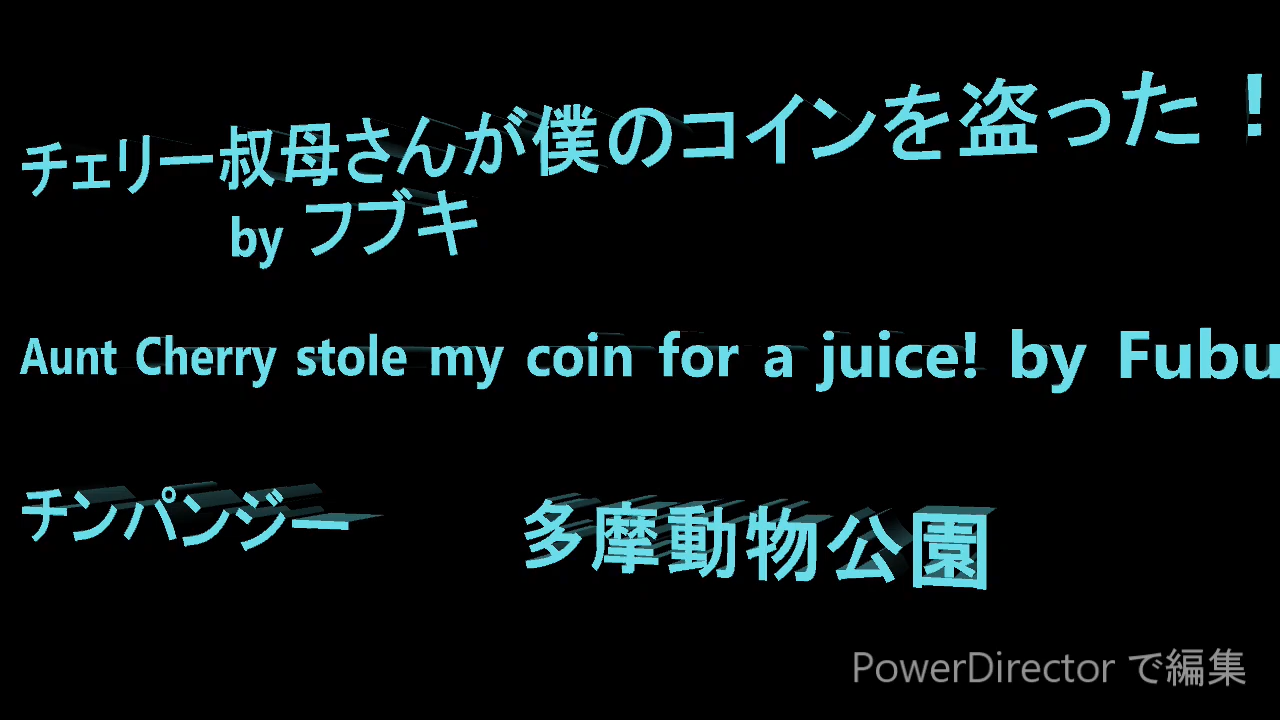 チェリー叔母さんが僕のコインを盗った！
by フブキ
Aunt Cherry stole my coin for a juice! by Fubu
チンパンジー 多摩動物公園
PowerDirector で編集